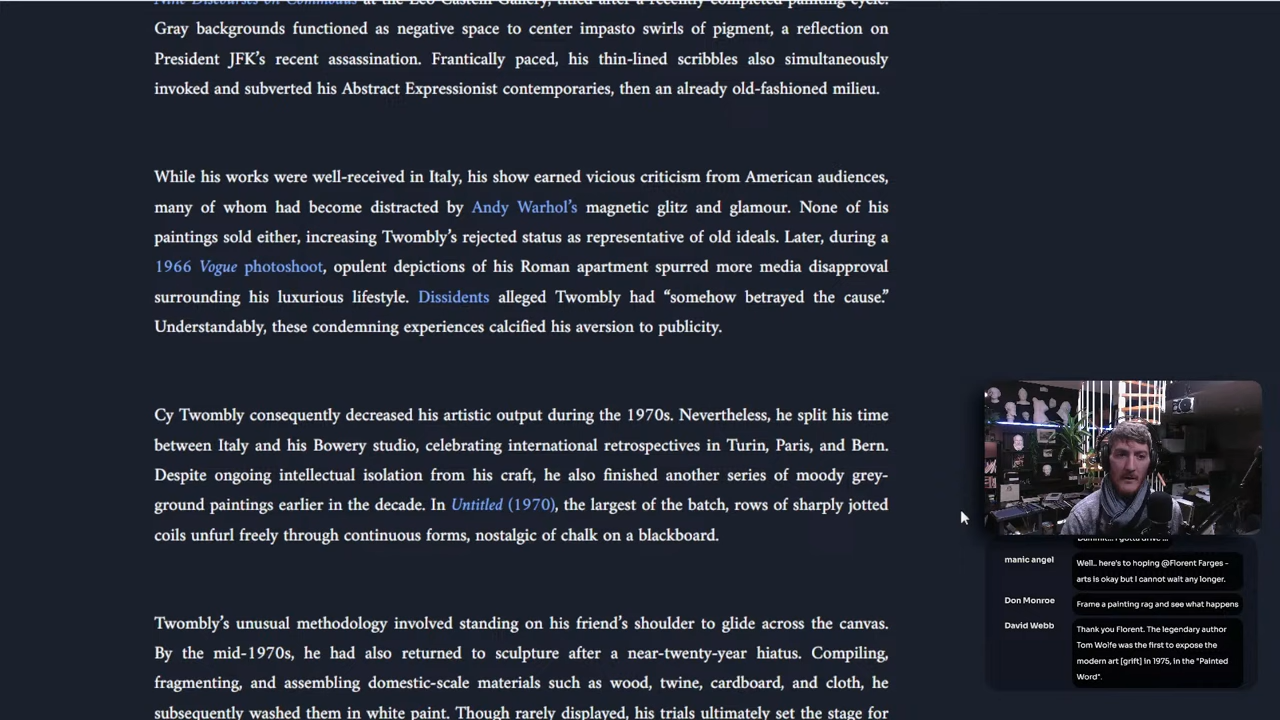 Nine Discourses on Commodus at the Leo Castelli Gallery, titled after a recently completed painting cycle.
Gray backgrounds functioned as negative space to center impasto swirls of pigment, a reflection on
President JFK’s recent assassination. Frantically paced, his thin-lined scribbles also simultaneously
invoked and subverted his Abstract Expressionist contemporaries, then an already old-fashioned milieu.
While his works were well-received in Italy, his show earned vicious criticism from American audiences,
many of whom had become distracted by Andy Warhol’s magnetic glitz and glamour. None of his
paintings sold either, increasing Twombly’s rejected status as representative of old ideals. Later, during a
1966 Vogue photoshoot, opulent depictions of his Roman apartment spurred more media disapproval
surrounding his luxurious lifestyle. Dissidents alleged Twombly had “somehow betrayed the cause.”
Understandably, these condemning experiences calcified his aversion to publicity.
Cy Twombly consequently decreased his artistic output during the 1970s. Nevertheless, he split his time
between Italy and his Bowery studio, celebrating international retrospectives in Turin, Paris, and Bern.
Despite ongoing intellectual isolation from his craft, he also finished another series of moody grey-
ground paintings earlier in the decade. In Untitled (1970), the largest of the batch, rows of sharply jotted
coils unfurl freely through continuous forms, nostalgic of chalk on a blackboard.
Twombly’s unusual methodology involved standing on his friend’s shoulder to glide across the canvas.
By the mid-1970s, he had also returned to sculpture after a near-twenty-year hiatus. Compiling,
fragmenting, and assembling domestic-scale materials such as wood, twine, cardboard, and cloth, he
subsequently washed them in white paint. Though rarely displayed, his trials ultimately set the stage for
manic angel
Well.. here's to hoping @Florent Farges -
arts is okay but I cannot wait any longer.
Don Monroe
Frame a painting rag and see what happens
David Webb
Thank you Florent. The legendary author
Tom Wolfe was the first to expose the
modern art [grift] in 1975, in the "Painted
Word".